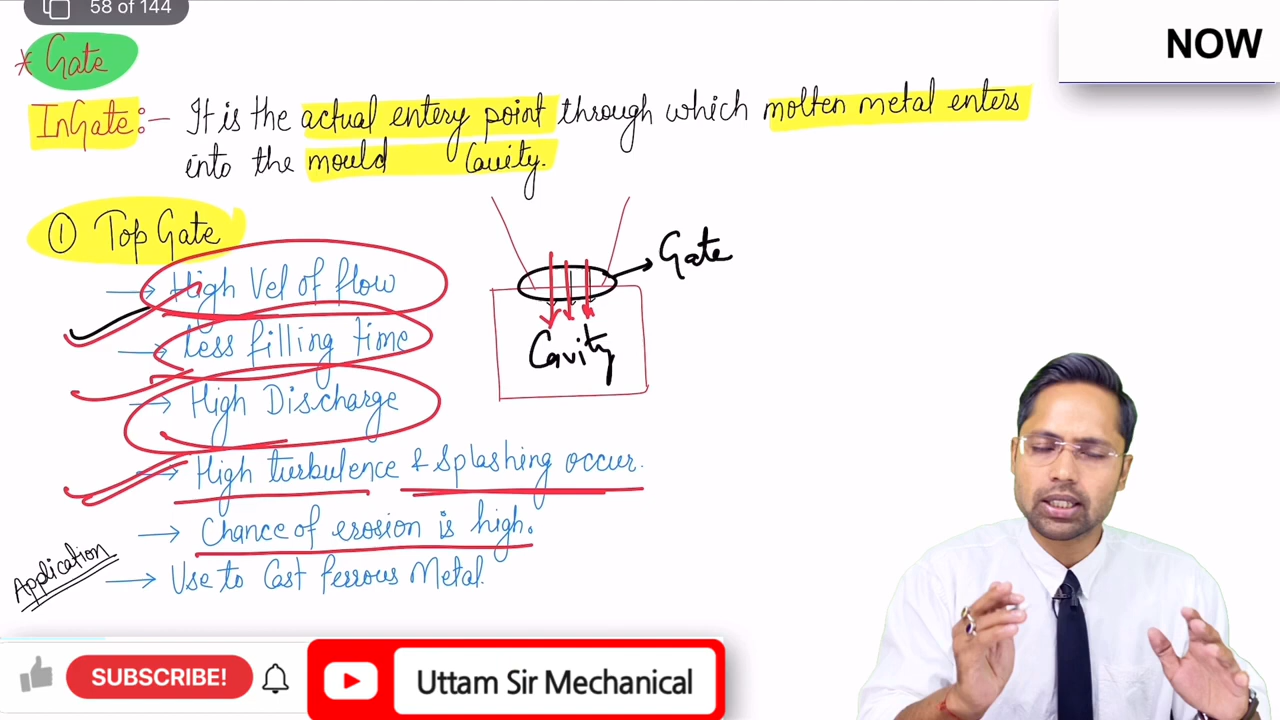 58 of 144
NOW
* Gate
InGate:- It is the actual entery point through which molten metal enters
into the mould Cavity.
① Top Gate
→ High Vel of flow
→ less filling time
→ High Discharge
→ High turbulence & Splashing occur.
→ Chance of erosion is high.
Application
→ Use to Cast ferrous Metal.
→ Gate
Cavity
SUBSCRIBE!
Uttam Sir Mechanical